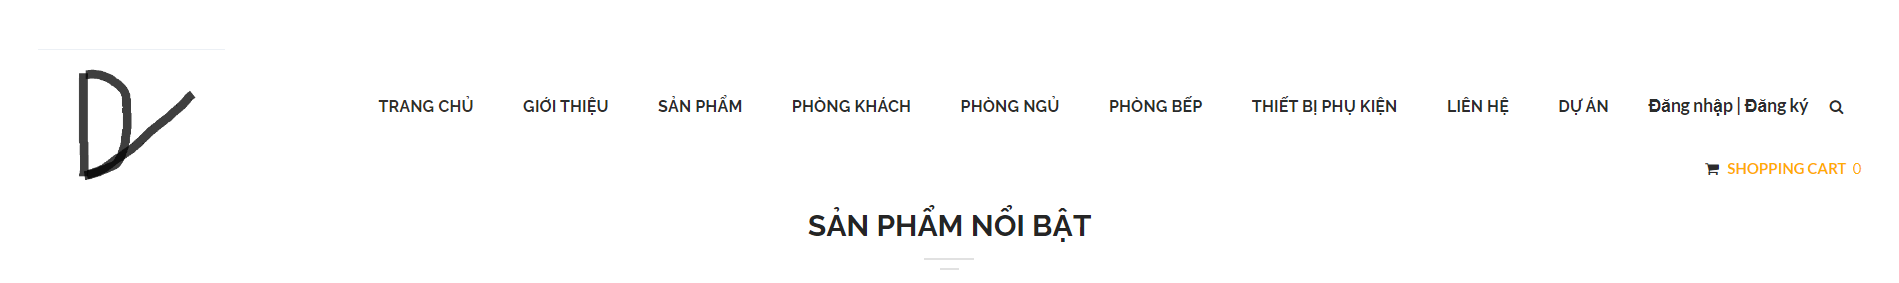 TRANG CHỦ GIỚI THIỆU SẢN PHẨM PHÒNG KHÁCH PHÒNG NGỦ PHÒNG BẾP THIẾT BỊ PHỤ KIỆN LIÊN HỆ DỰ ÁN Đăng nhập | Đăng ký
SHOPPING CART 0
SẢN PHẨM NỔI BẬT